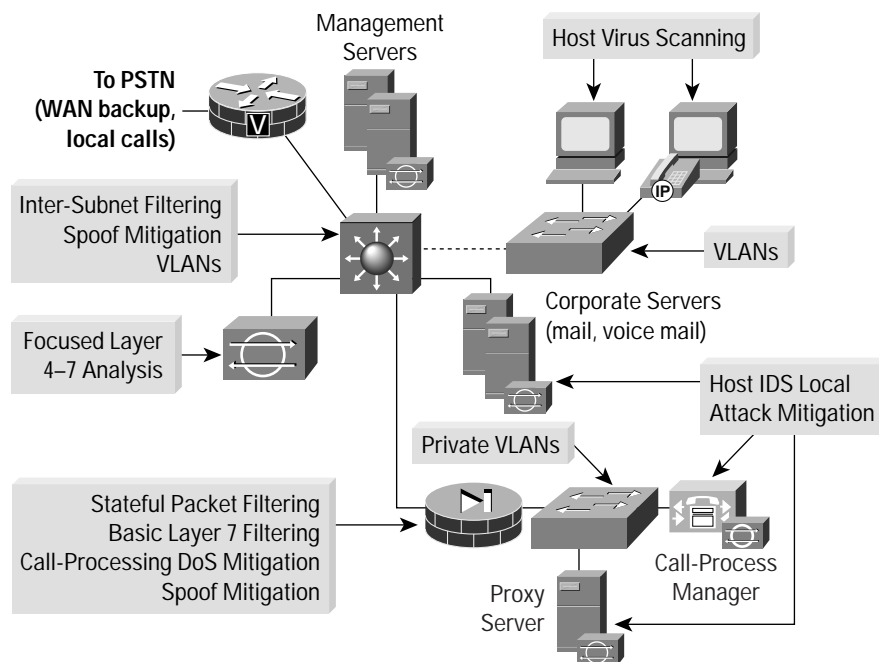 Management
Servers
Host Virus Scanning
To PSTN
(WAN backup,
local calls)
V
IP
Inter-Subnet Filtering
Spoof Mitigation
VLANs
VLANs
Corporate Servers
(mail, voice mail)
Focused Layer
4–7 Analysis
Host IDS Local
Attack Mitigation
Private VLANs
Stateful Packet Filtering
Basic Layer 7 Filtering
Call-Processing DoS Mitigation
Spoof Mitigation
Call-Process
Manager
Proxy
Server